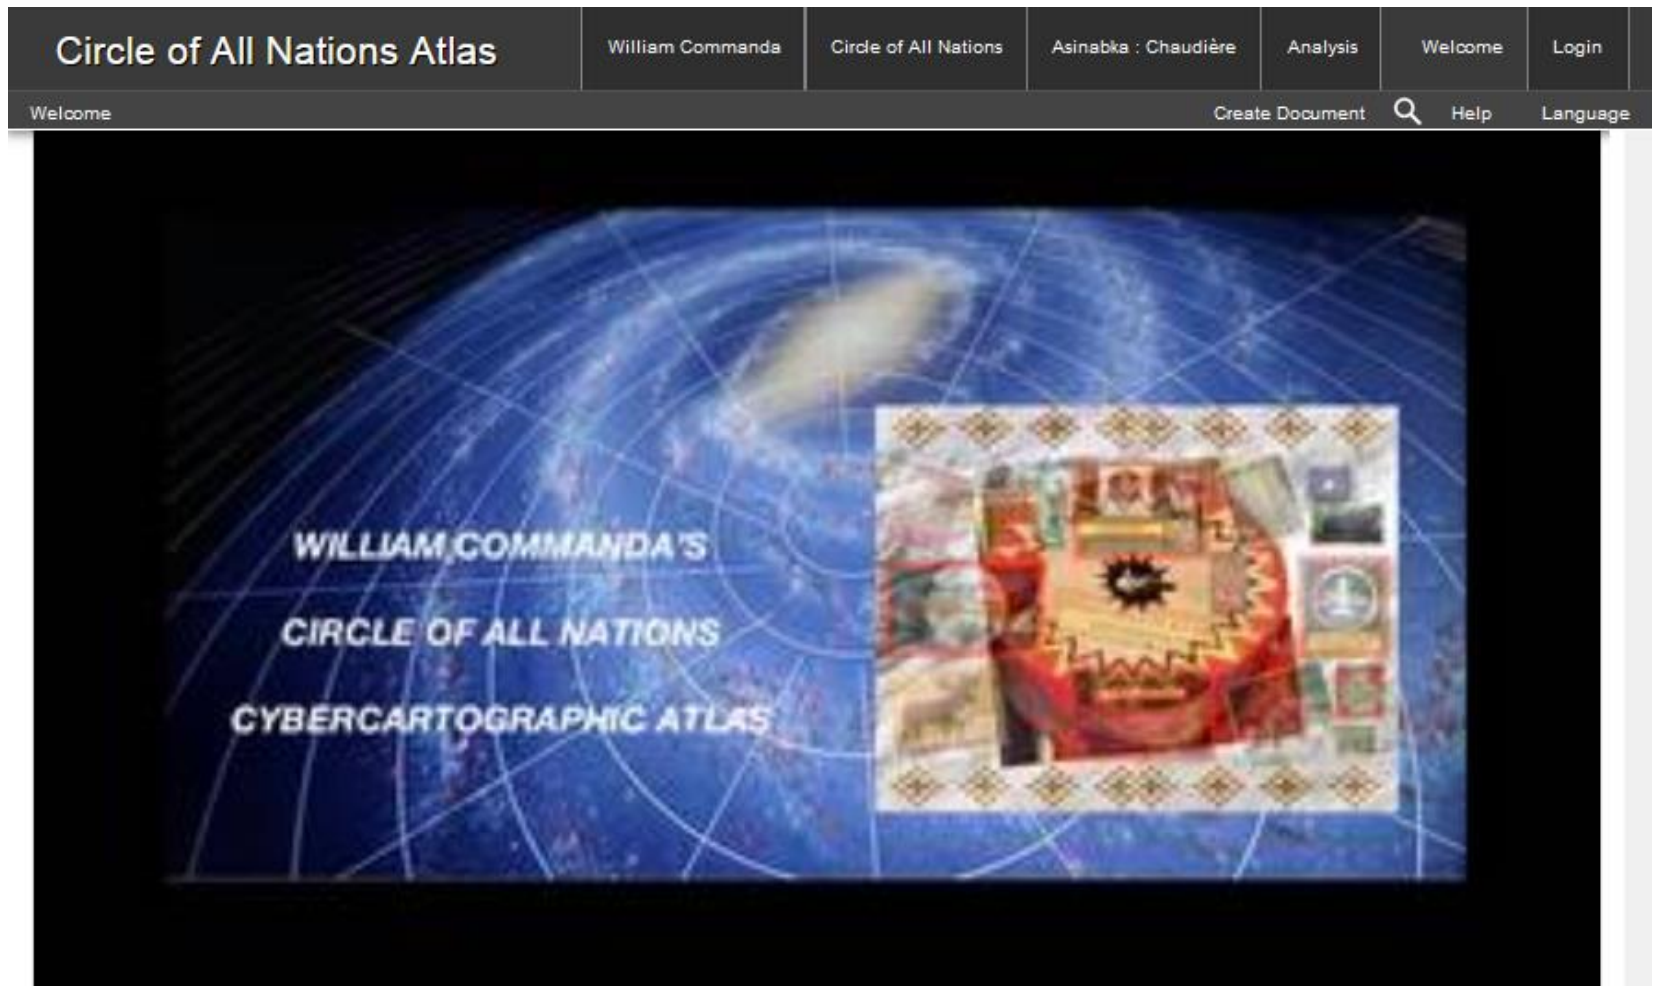 Circle of All Nations Atlas
William Commanda
Circle of All Nations
Asinabka : Chaudière
Analysis
Welcome
Login
Welcome
Create Document
Help
Language
WILLIAM COMMANDA'S
CIRCLE OF ALL NATIONS
CYBERCARTOGRAPHIC ATLAS